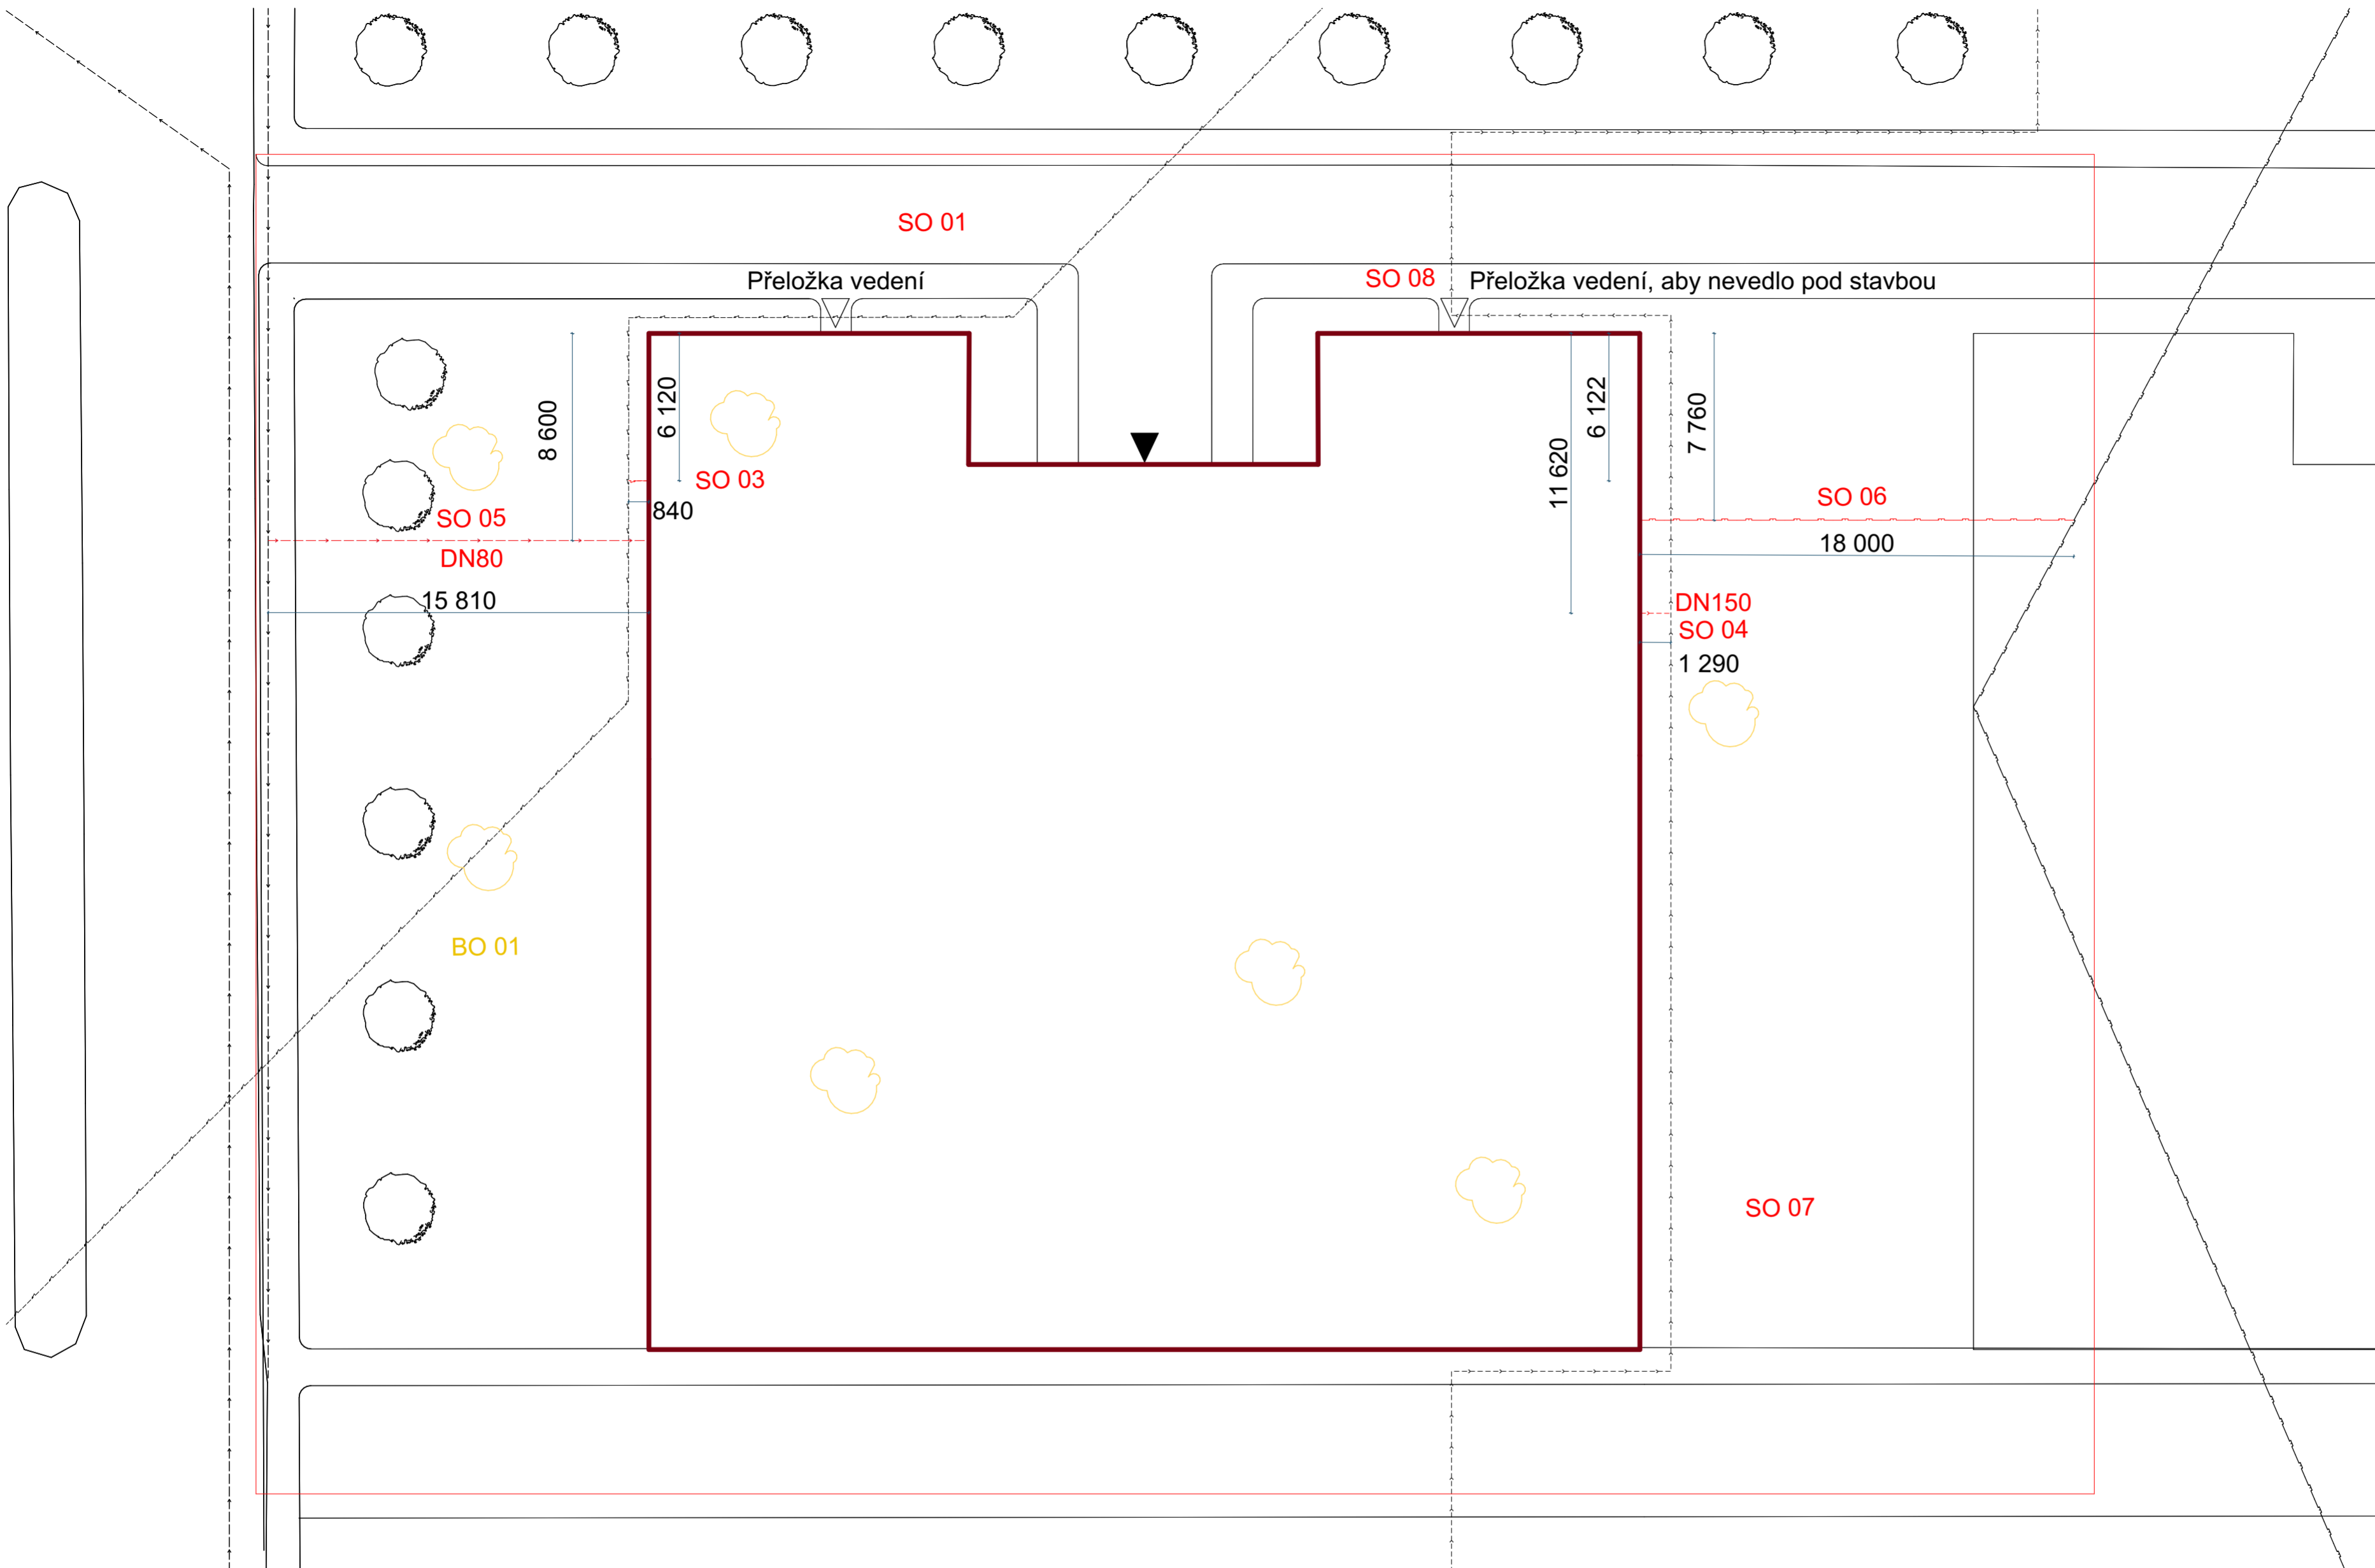 SO 01
Přeložka vedení
SO 08
Přeložka vedení, aby nevedlo pod stavbou
8 600
6 120
6 122
7 760
11 620
SO 03
840
SO 05
DN80
15 810
SO 06
18 000
DN150
SO 04
1 290
BO 01
SO 07